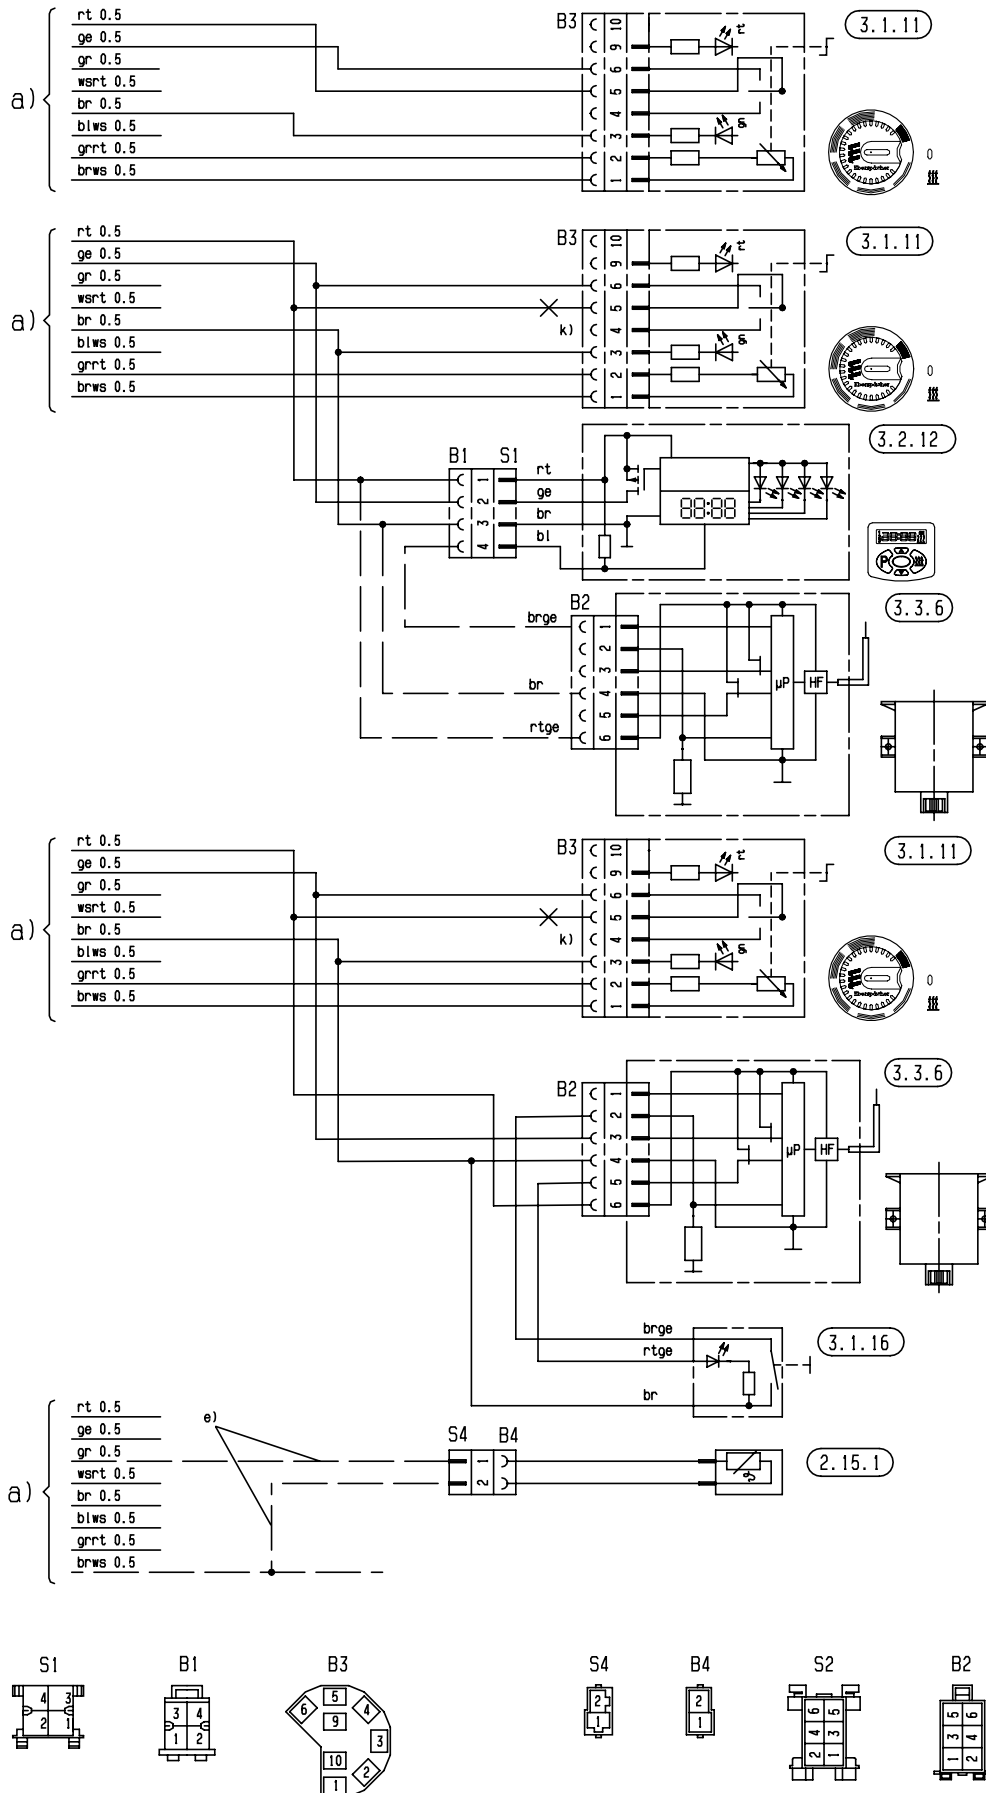 rt 0.5
ge 0.5
gr 0.5
wsrt 0.5
br 0.5
blws 0.5
grrt 0.5
brws 0.5
a)
B3
10
9
6
5
4
3
2
1
rt
gn
3.1.11
Eberspächer
0
rt 0.5
ge 0.5
gr 0.5
wsrt 0.5
br 0.5
blws 0.5
grrt 0.5
brws 0.5
a)
B3
k)
10
9
6
5
4
3
2
1
rt
gn
3.1.11
Eberspächer
0
3.2.12
B1 S1
1
2
3
4
rt
ge
br
bl
88:88
88:88
P
3.3.6
B2
brge
br
rtge
1
2
3
4
5
6
µP
HF
rt 0.5
ge 0.5
gr 0.5
wsrt 0.5
br 0.5
blws 0.5
grrt 0.5
brws 0.5
a)
B3
k)
10
9
6
5
4
3
2
1
rt
gn
3.1.11
Eberspächer
0
3.3.6
B2
1
2
3
4
5
6
µP
HF
brge
rtge
br
3.1.16
rt 0.5
ge 0.5
gr 0.5
wsrt 0.5
br 0.5
blws 0.5
grrt 0.5
brws 0.5
a)
e)
S4 B4
1
2
2.15.1
S1 B1 B3 S4 B4 S2 B2
4 3
2 1
3 4
1 2
6 5 4
9
3
10 2
1
2
1
2
1
6 5
4 3
2 1
5 6
3 4
1 2